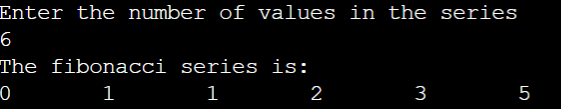 Enter the number of values in the series
6
The fibonacci series is:
0 1 1 2 3 5